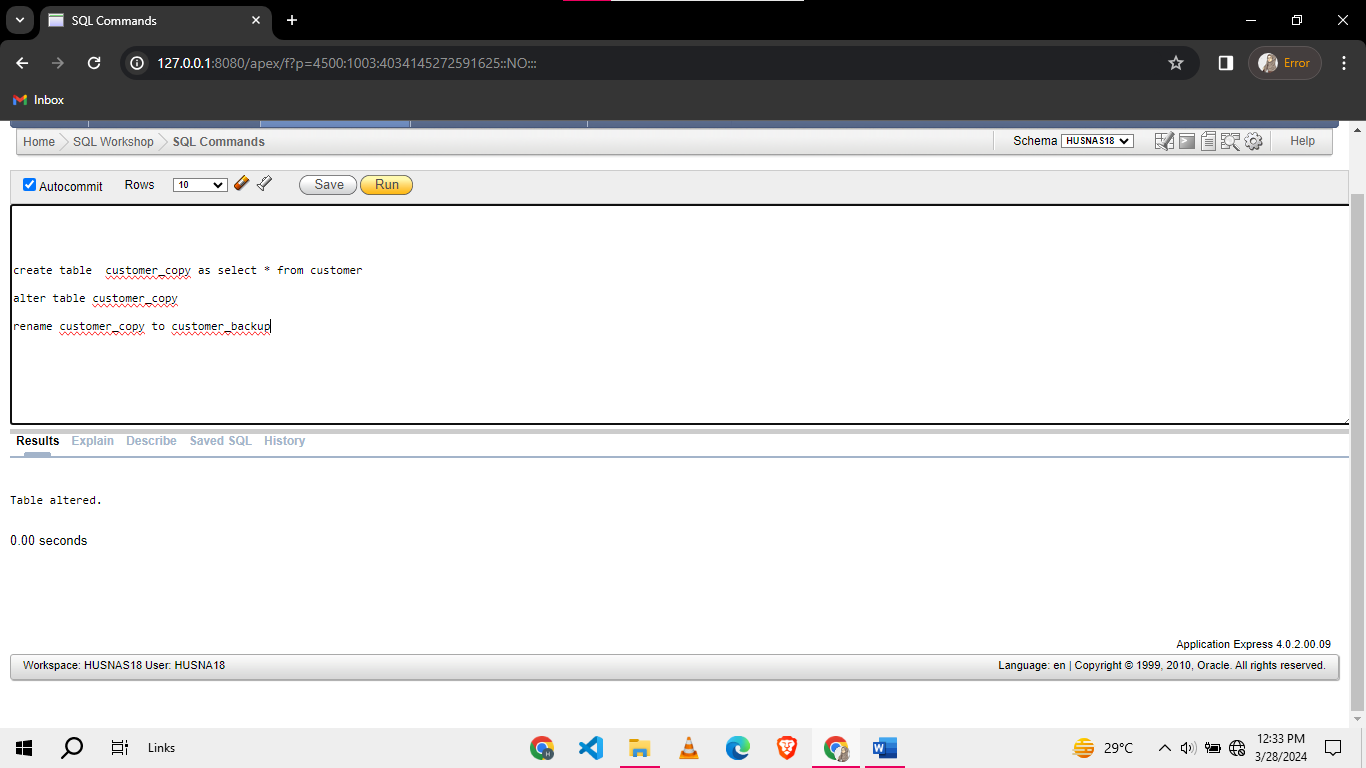 SQL Commands
127.0.0.1:8080/apex/f?p=4500:1003:4034145272591625::NO:::
Error
Inbox
Home SQL Workshop SQL Commands Schema HUSNAS18 Help
Autocommit Rows 10 Save Run
create table  customer_copy as select * from customer
alter table customer_copy
rename customer_copy to customer_backup
Results Explain Describe Saved SQL History
Table altered.
0.00 seconds
Application Express 4.0.2.00.09
Workspace: HUSNAS18 User: HUSNA18 Language: en | Copyright © 1999, 2010, Oracle. All rights reserved.
Links 29°C 12:33 PM
3/28/2024